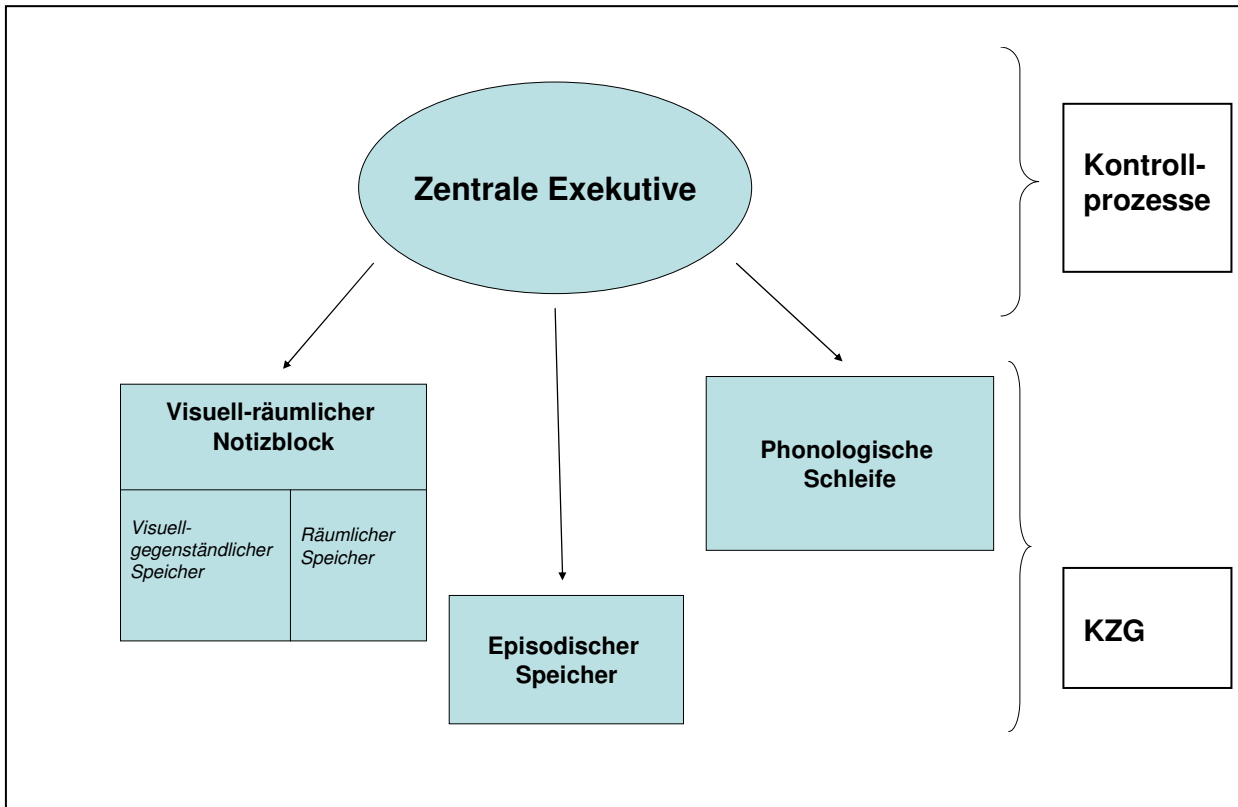 Zentrale Exekutive
Kontroll-
prozesse
Visuell-räumlicher
Notizblock
Visuell-
gegenständlicher
Speicher
Räumlicher
Speicher
Phonologische
Schleife
Episodischer
Speicher
KZG